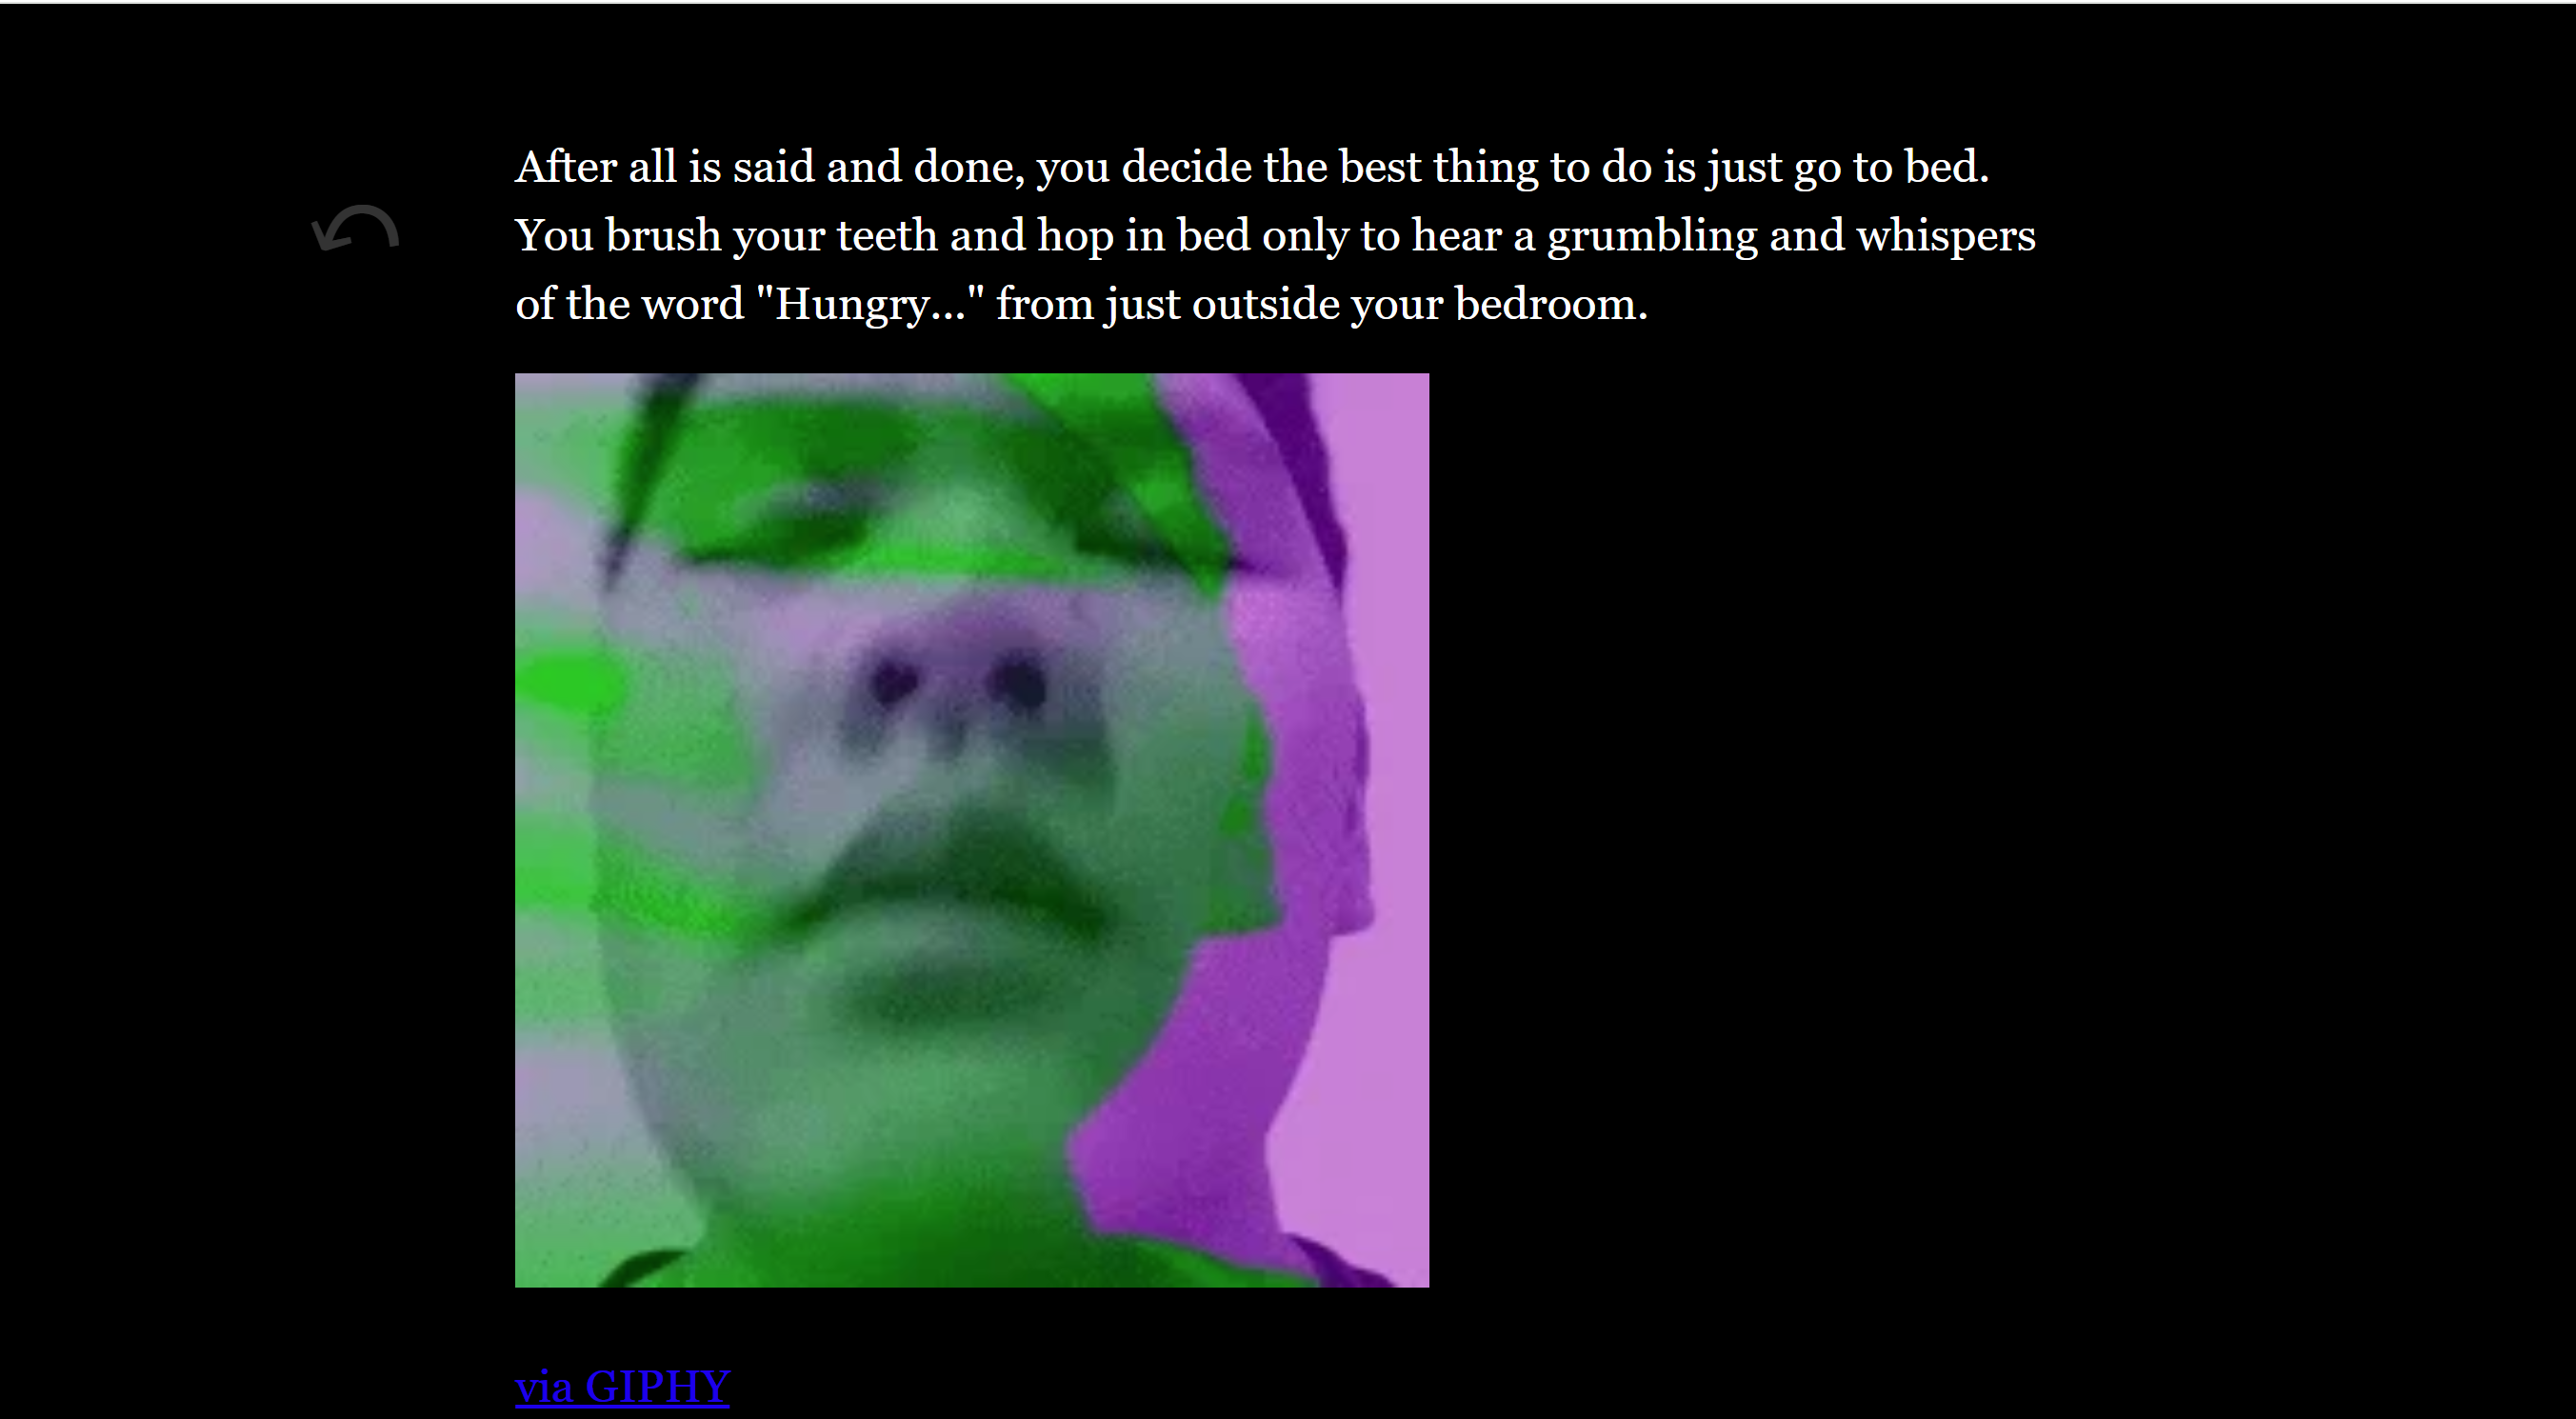 After all is said and done, you decide the best thing to do is just go to bed.
You brush your teeth and hop in bed only to hear a grumbling and whispers
of the word "Hungry..." from just outside your bedroom.
via GIPHY